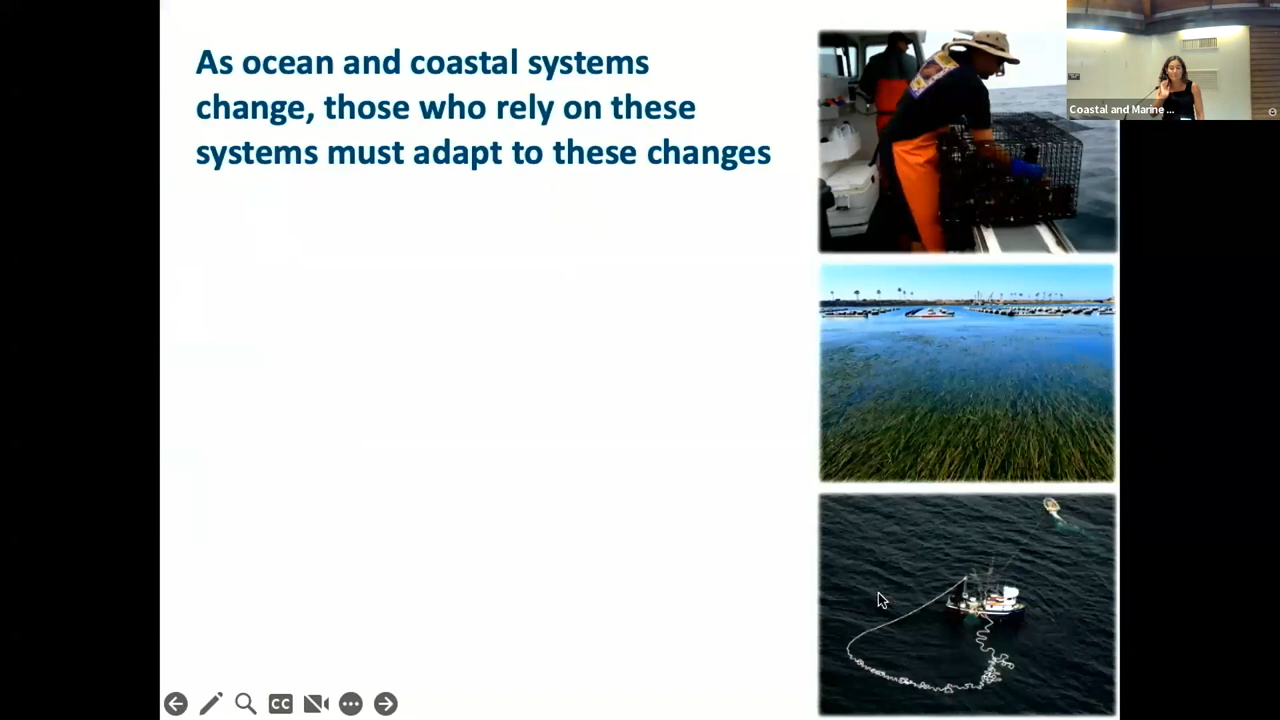 As ocean and coastal systems
change, those who rely on these
systems must adapt to these changes
Coastal and Marine ...
CC